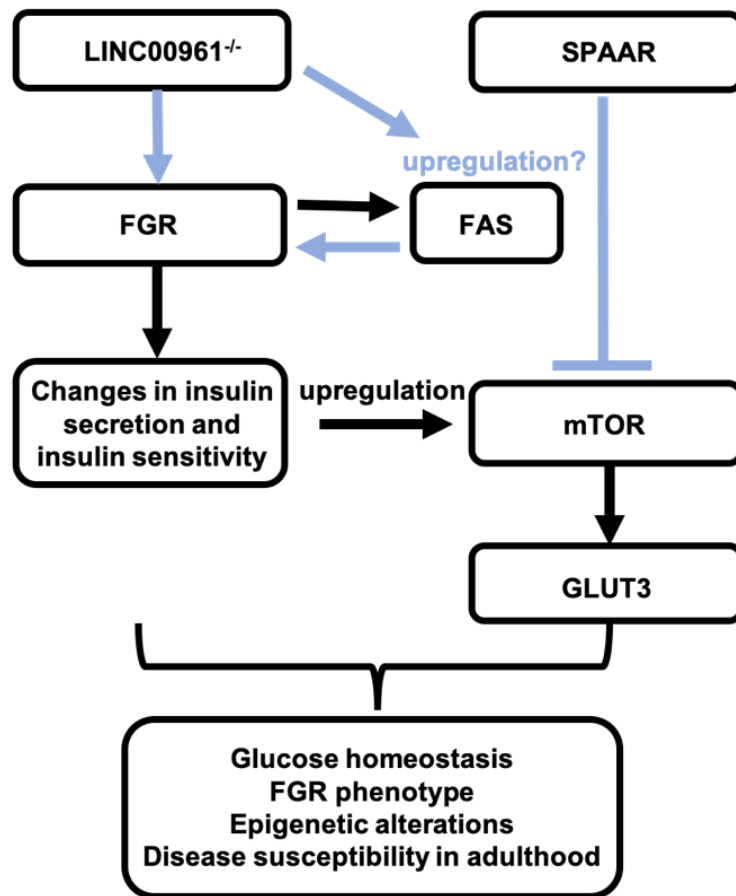 LINC00961-/-
SPAAR
upregulation?
FGR
FAS
Changes in insulin
secretion and
insulin sensitivity
upregulation
mTOR
GLUT3
Glucose homeostasis
FGR phenotype
Epigenetic alterations
Disease susceptibility in adulthood